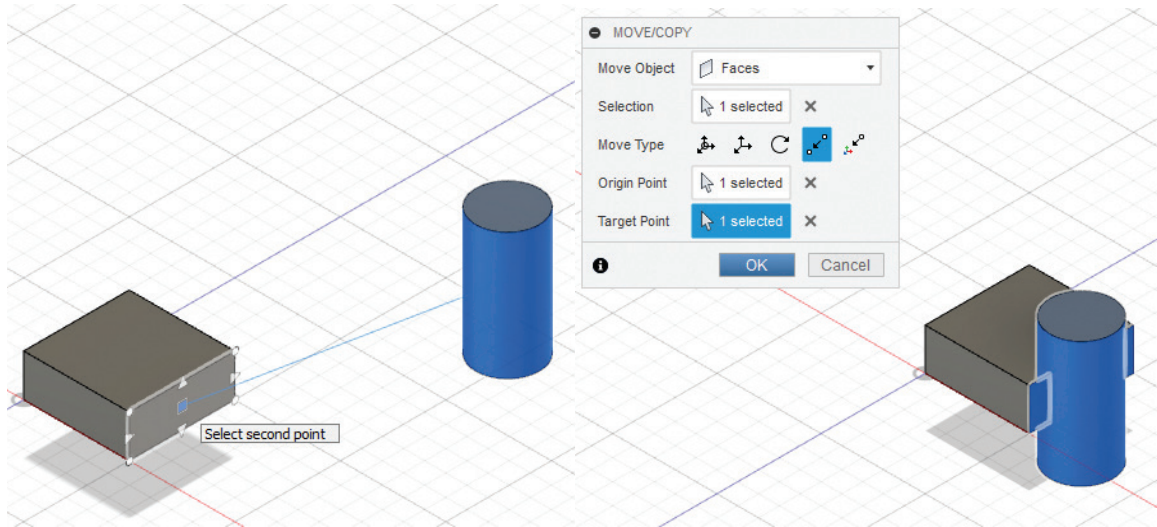 Select second point
MOVE/COPY
Move Object Faces
Selection 1 selected
Move Type
Origin Point 1 selected
Target Point 1 selected
OK Cancel